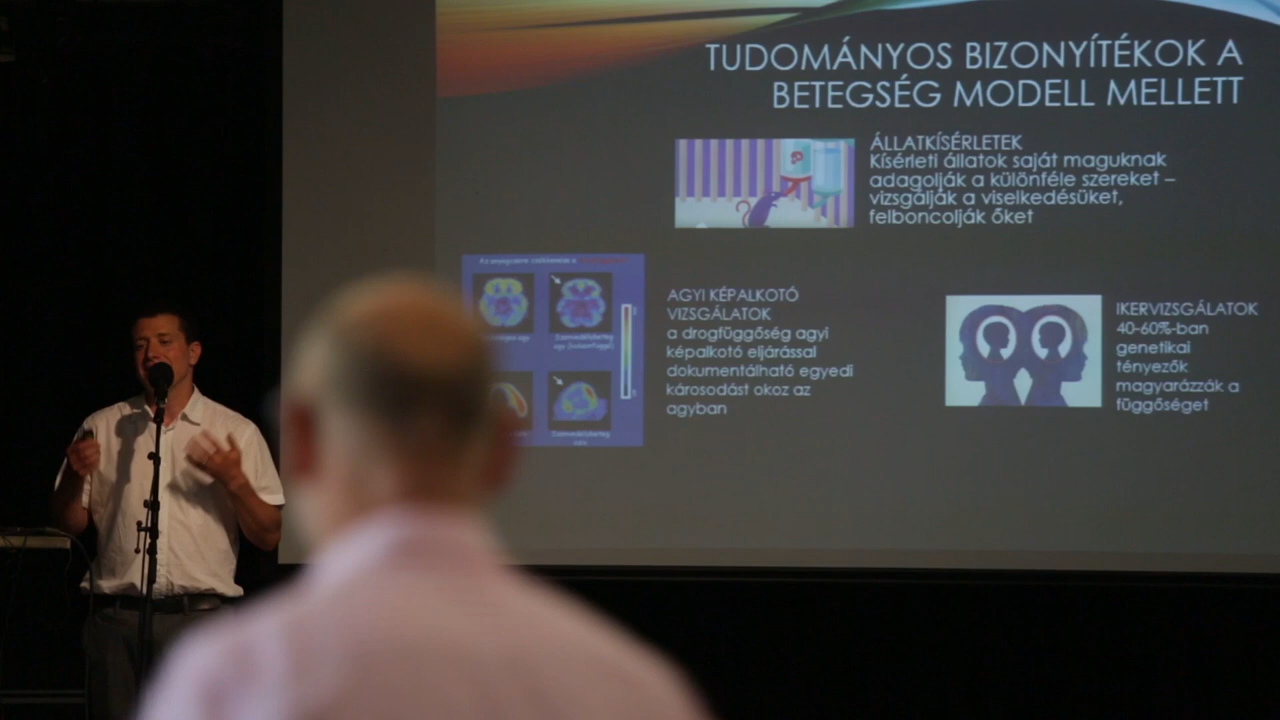 TUDOMÁNYOS BIZONYÍTÉKOK A
BETEGSÉG MODELL MELLETT
ÁLLATKÍSÉRLETEK
Kísérleti állatok saját maguknak
adagolják a különféle szereket –
vizsgálják a viselkedésüket,
felboncolják őket
AGYI KÉPALKOTÓ
VIZSGÁLATOK
a drogfüggőség agyi
képalkotó eljárással
dokumentálható egyedi
károsodást okoz az
agyban
IKERVIZSGÁLATOK
40-60%-ban
genetikai
tényezők
magyarázzák a
függőséget